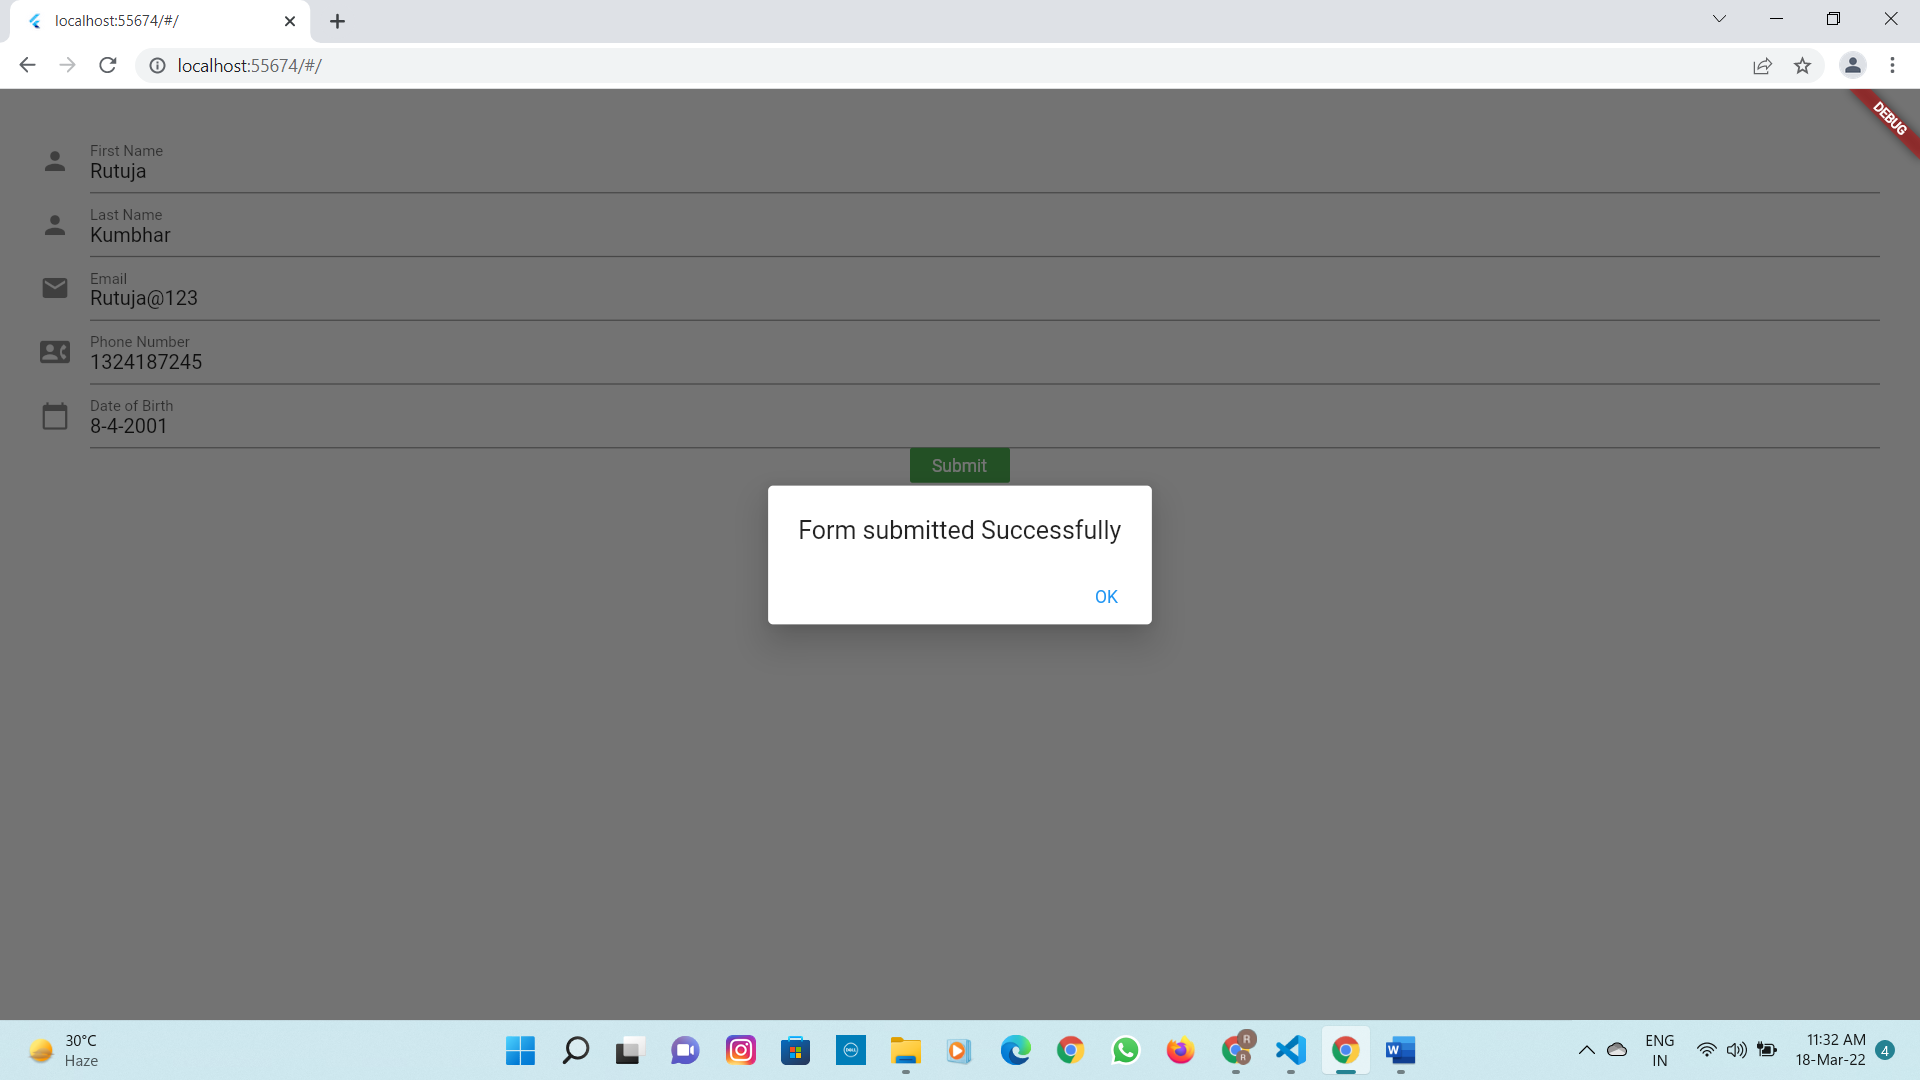 localhost:55674/#/
localhost:55674/#/
DEBUG
First Name
Rutuja
Last Name
Kumbhar
Email
Rutuja@123
Phone Number
1324187245
Date of Birth
8-4-2001
Submit
Form submitted Successfully
OK
30°C
Haze
R
R
W
ENG
IN
11:32 AM
18-Mar-22
4